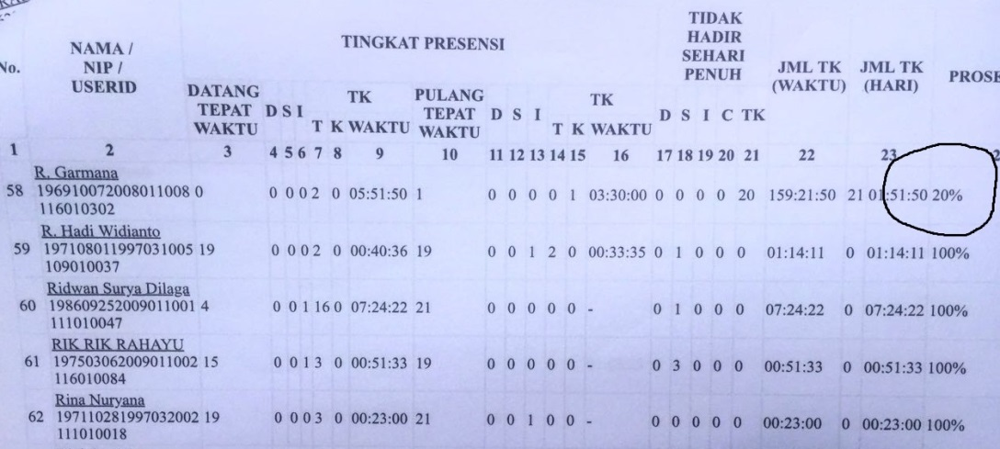 TIDAK
TINGKAT PRESENSI HADIR
NAMA / SEHARI
No. NIP / PENUH JML TK JML TK PROSE
USERID (WAKTU) (HARI)
DATANG TK PULANG TK
TEPAT D S I TEPAT D S I D S I C TK
WAKTU T K WAKTU WAKTU T K WAKTU
1 2 3 4 5 6 7 8 9 10 11 12 13 14 15 16 17 18 19 20 21 22 23
R. Garmana
58 196910072008011008 0 0 0 0 2 0 05:51:50 1 0 0 0 0 1 03:30:00 0 0 0 0 20 159:21:50 21 01:51:50 20%
116010302
R. Hadi Widianto
59 197108011997031005 19 0 0 0 2 0 00:40:36 19 0 0 1 2 0 00:33:35 0 1 0 0 0 01:14:11 0 01:14:11 100%
109010037
Ridwan Surya Dilaga
60 198609252009011001 4 0 0 1 16 0 07:24:22 21 0 0 0 0 0 - 0 1 0 0 0 07:24:22 0 07:24:22 100%
111010047
RIK RIK RAHAYU
61 197503062009011002 15 0 0 1 3 0 00:51:33 19 0 0 0 0 0 - 0 3 0 0 0 00:51:33 0 00:51:33 100%
116010084
Rina Nuryana
62 197110281997032002 19 0 0 0 3 0 00:23:00 21 0 0 1 0 0 - 0 0 0 0 0 00:23:00 0 00:23:00 100%
111010018